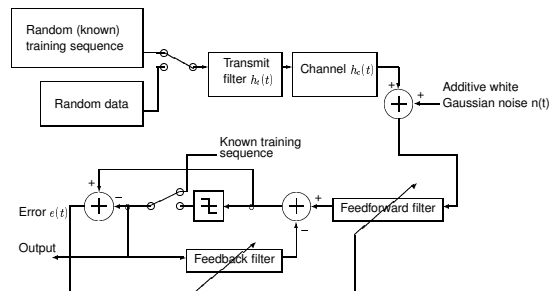 Random (known)
training sequence
Transmit
filter hₜ(t)
Channel h_c(t)
Additive white
Gaussian noise n(t)
Random data
+
+
Known training
sequence
+
−
+
−
Feedforward filter
Error e(t)
Output
Feedback filter